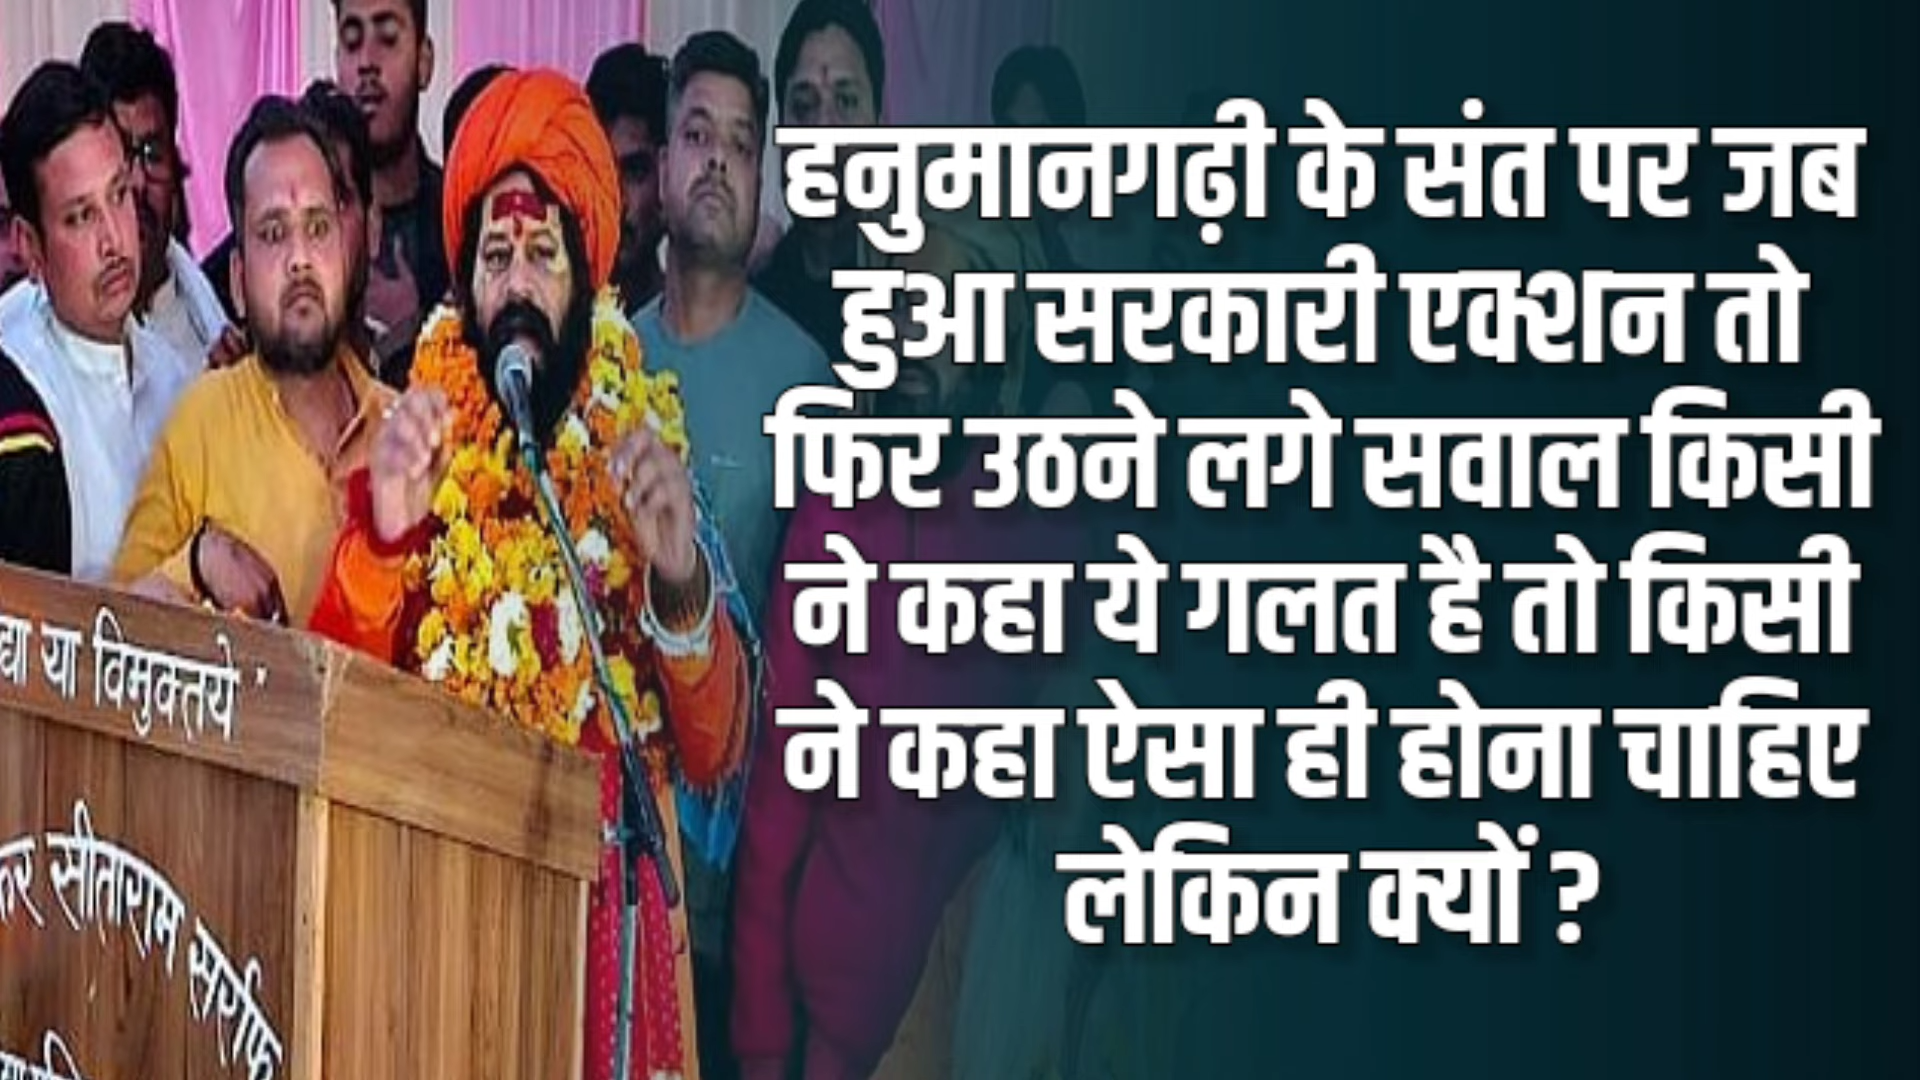 हनुमानगढ़ी के संत पर जब
हुआ सरकारी एक्शन तो
फिर उठने लगे सवाल किसी
ने कहा ये गलत है तो किसी
ने कहा ऐसा ही होना चाहिए
लेकिन क्यों ?
या विमुक्तये '
सीताराम